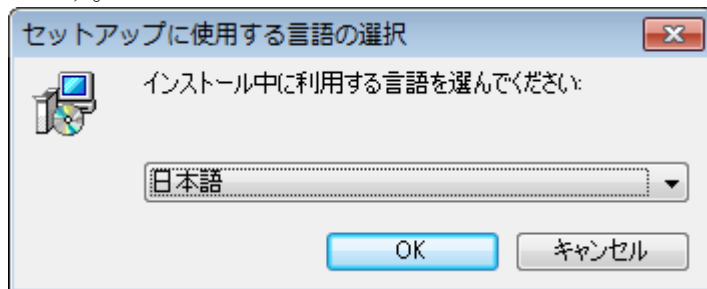 セットアップに使用する言語の選択
インストール中に利用する言語を選んでください:
日本語
OK
キャンセル